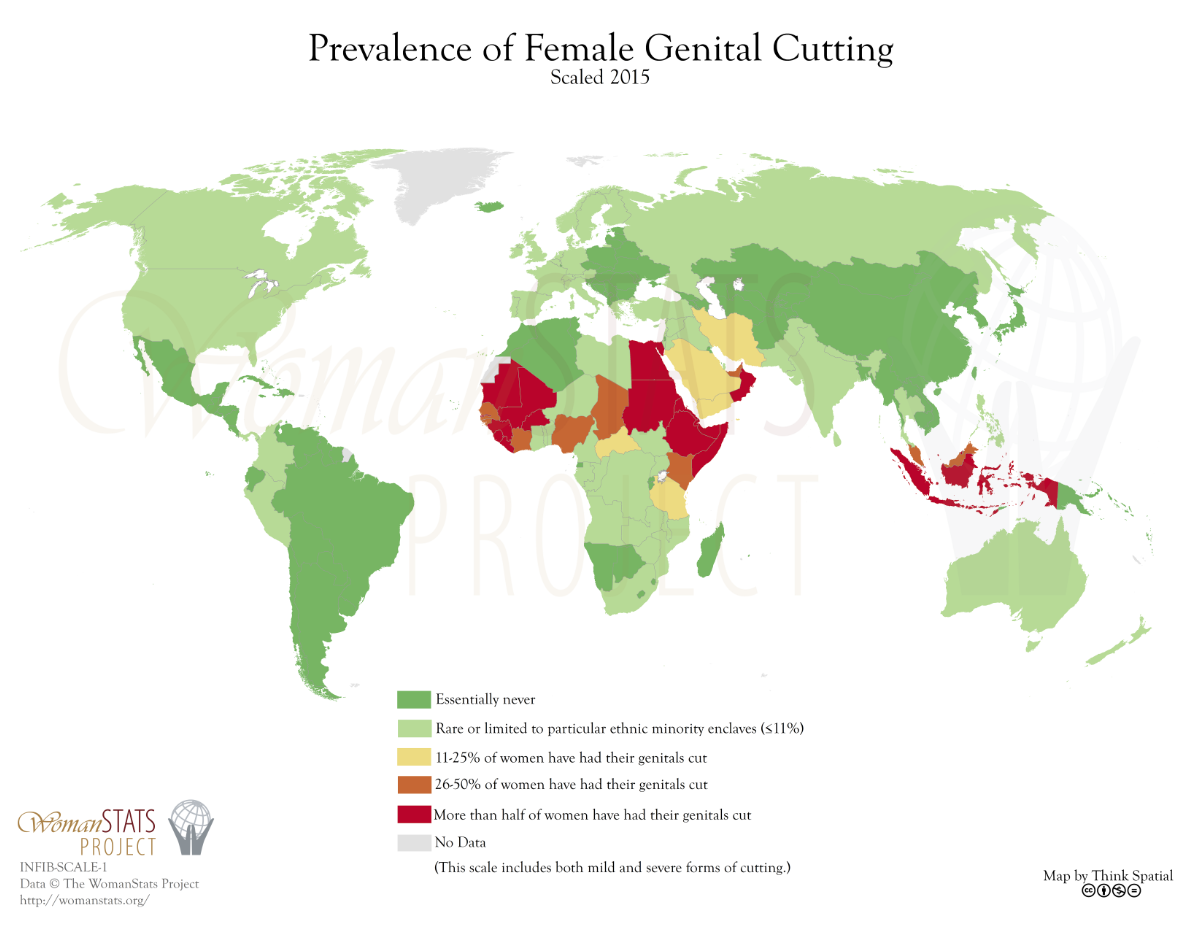 Prevalence of Female Genital Cutting
Scaled 2015
WomanSTATS
PROJECT
Essentially never
Rare or limited to particular ethnic minority enclaves (≤11%)
11-25% of women have had their genitals cut
26-50% of women have had their genitals cut
More than half of women have had their genitals cut
No Data
(This scale includes both mild and severe forms of cutting.)
WomanSTATS
PROJECT
INFIB-SCALE-1
Data © The WomanStats Project
http://womanstats.org/
Map by Think Spatial